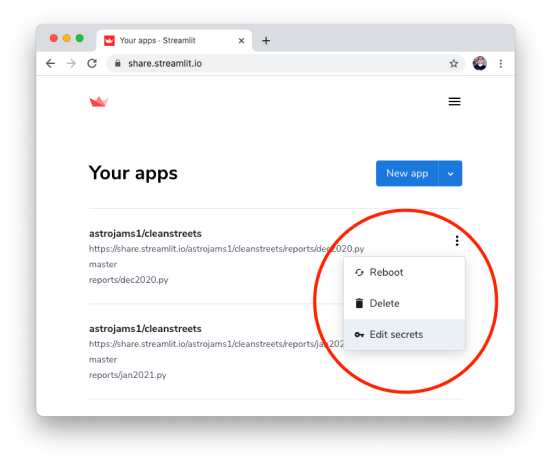 Your apps · Streamlit
share.streamlit.io
Your apps
New app
astrojams1/cleanstreets
https://share.streamlit.io/astrojams1/cleanstreets/reports/dec2020.py
master
reports/dec2020.py
Reboot
Delete
Edit secrets
astrojams1/cleanstreets
https://share.streamlit.io/astrojams1/cleanstreets/reports/jan202
master
reports/jan2021.py